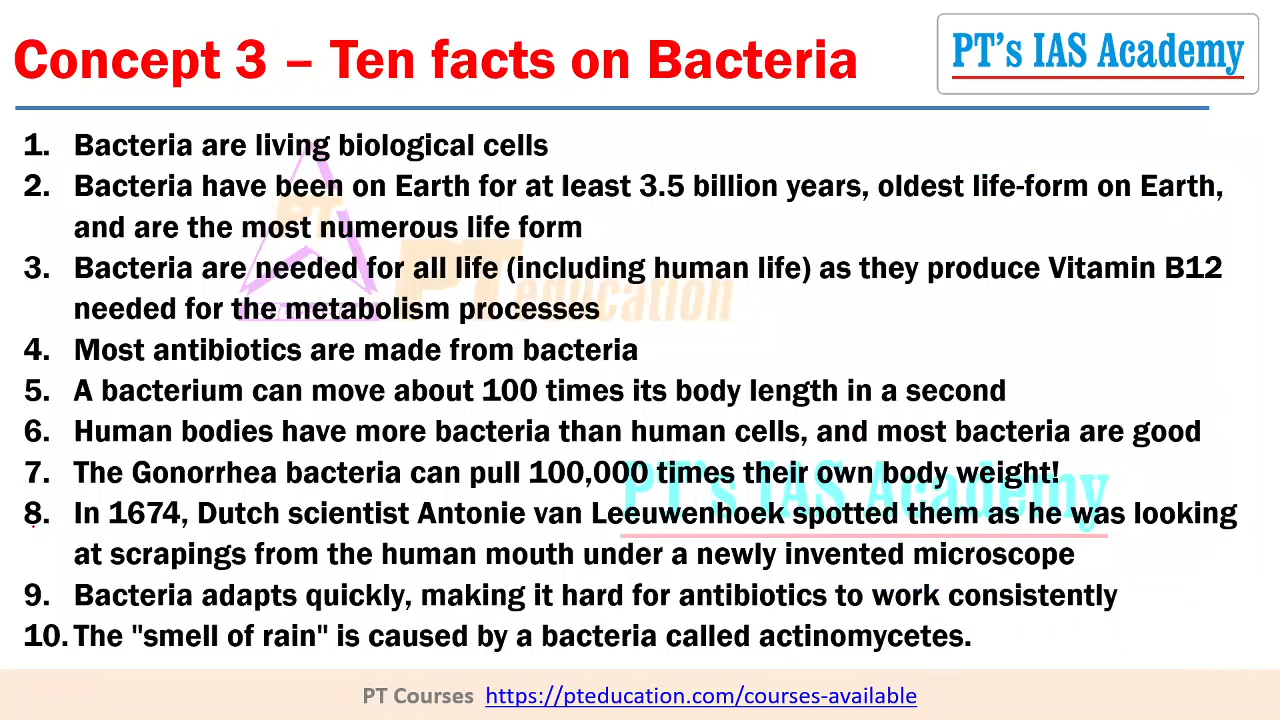 Concept 3 – Ten facts on Bacteria
PT's IAS Academy
1. Bacteria are living biological cells
2. Bacteria have been on Earth for at least 3.5 billion years, oldest life-form on Earth,
and are the most numerous life form
3. Bacteria are needed for all life (including human life) as they produce Vitamin B12
needed for the metabolism processes
4. Most antibiotics are made from bacteria
5. A bacterium can move about 100 times its body length in a second
6. Human bodies have more bacteria than human cells, and most bacteria are good
7. The Gonorrhea bacteria can pull 100,000 times their own body weight!
8. In 1674, Dutch scientist Antonie van Leeuwenhoek spotted them as he was looking
at scrapings from the human mouth under a newly invented microscope
9. Bacteria adapts quickly, making it hard for antibiotics to work consistently
10. The "smell of rain" is caused by a bacteria called actinomycetes.
PT education
PT's IAS Academy
PT Courses https://pteducation.com/courses-available